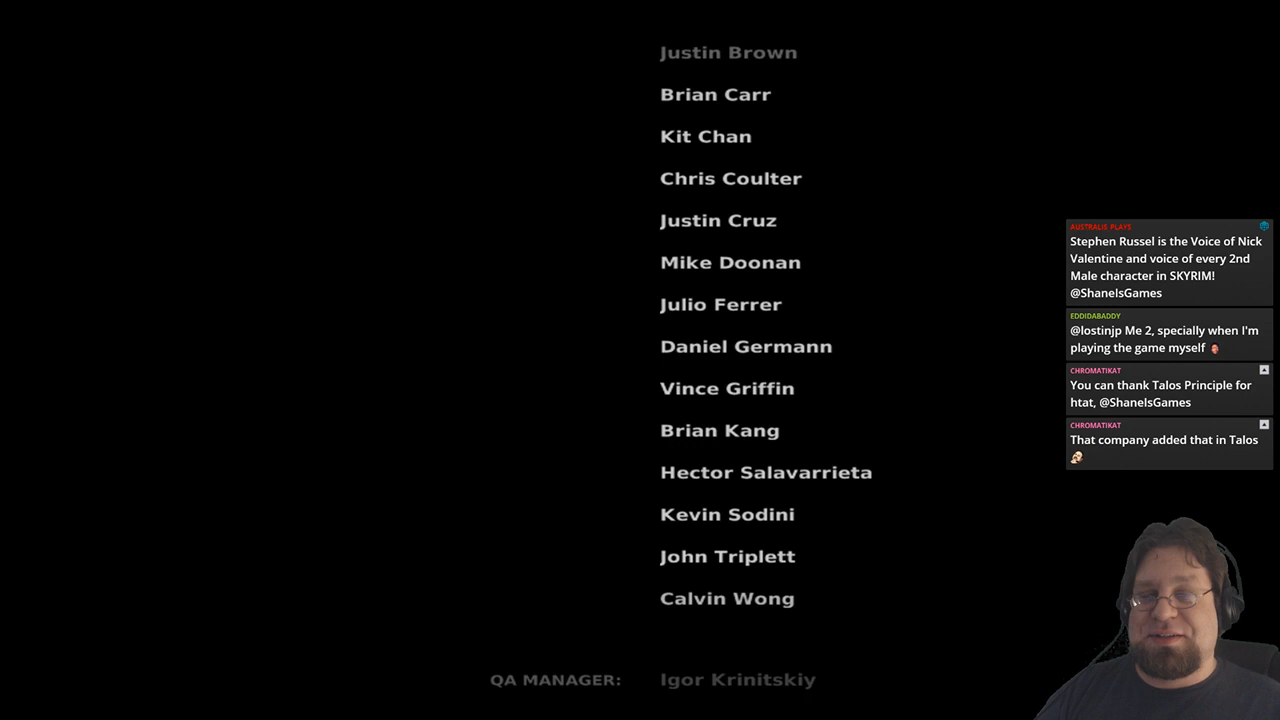 Justin Brown
Brian Carr
Kit Chan
Chris Coulter
Justin Cruz
Mike Doonan
Julio Ferrer
Daniel Germann
Vince Griffin
Brian Kang
Hector Salavarrieta
Kevin Sodini
John Triplett
Calvin Wong
QA MANAGER: Igor Krinitskiy
AUSTRALIS_PLAYS
Stephen Russel is the Voice of Nick
Valentine and voice of every 2nd
Male character in SKYRIM!
@ShaneIsGames
EDDIDABADDY
@lostinjp Me 2, specially when I'm
playing the game myself
CHROMATIKAT
You can thank Talos Principle for
htat, @ShaneIsGames
CHROMATIKAT
That company added that in Talos